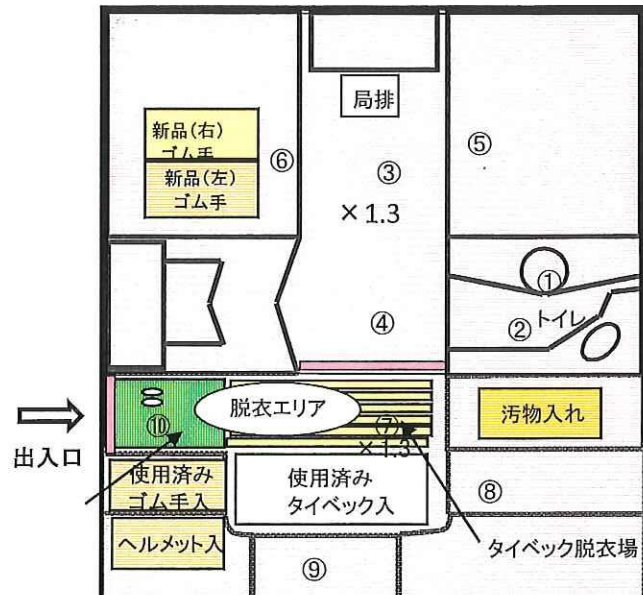 局排
新品(右)
ゴム手
新品(左)
ゴム手
⑥
③
×1.3
⑤
①
② トイレ
④
脱衣エリア
⑩
⑦
×1.3
汚物入れ
出入口
使用済み
ゴム手入
使用済み
タイベック入
⑧
ヘルメット入
タイベック脱衣場
⑨